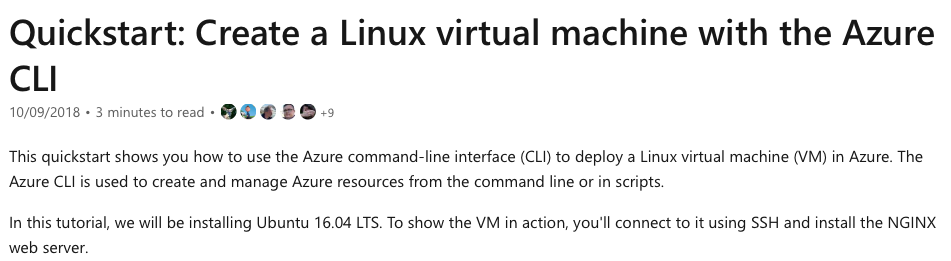 Quickstart: Create a Linux virtual machine with the Azure
CLI
10/09/2018 • 3 minutes to read • +9
This quickstart shows you how to use the Azure command-line interface (CLI) to deploy a Linux virtual machine (VM) in Azure. The
Azure CLI is used to create and manage Azure resources from the command line or in scripts.
In this tutorial, we will be installing Ubuntu 16.04 LTS. To show the VM in action, you'll connect to it using SSH and install the NGINX
web server.